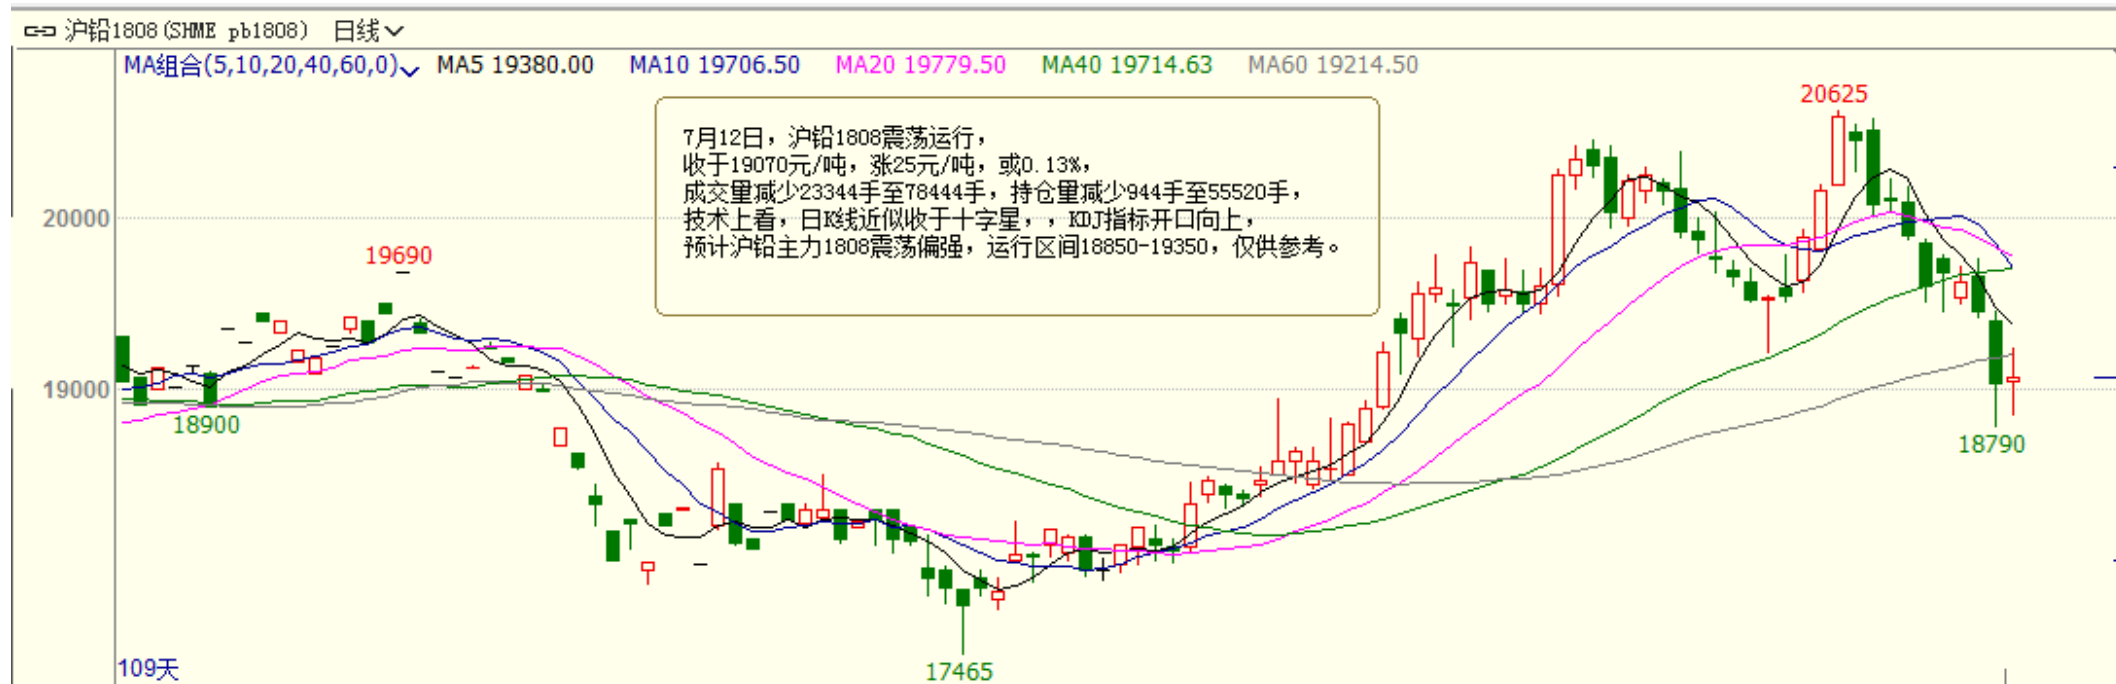 沪铅1808(SHME pb1808) 日线
MA组合(5,10,20,40,60,0) MA5 19380.00 MA10 19706.50 MA20 19779.50 MA40 19714.63 MA60 19214.50
20625
7月12日，沪铅1808震荡运行，
收于19070元/吨，涨25元/吨，或0.13%，
成交量减少23344手至78444手，持仓量减少944手至55520手，
技术上看，日K线近似收于十字星，，KDJ指标开口向上，
预计沪铅主力1808震荡偏强，运行区间18850-19350，仅供参考。
20000
19690
19000
18900
18790
17465
109天